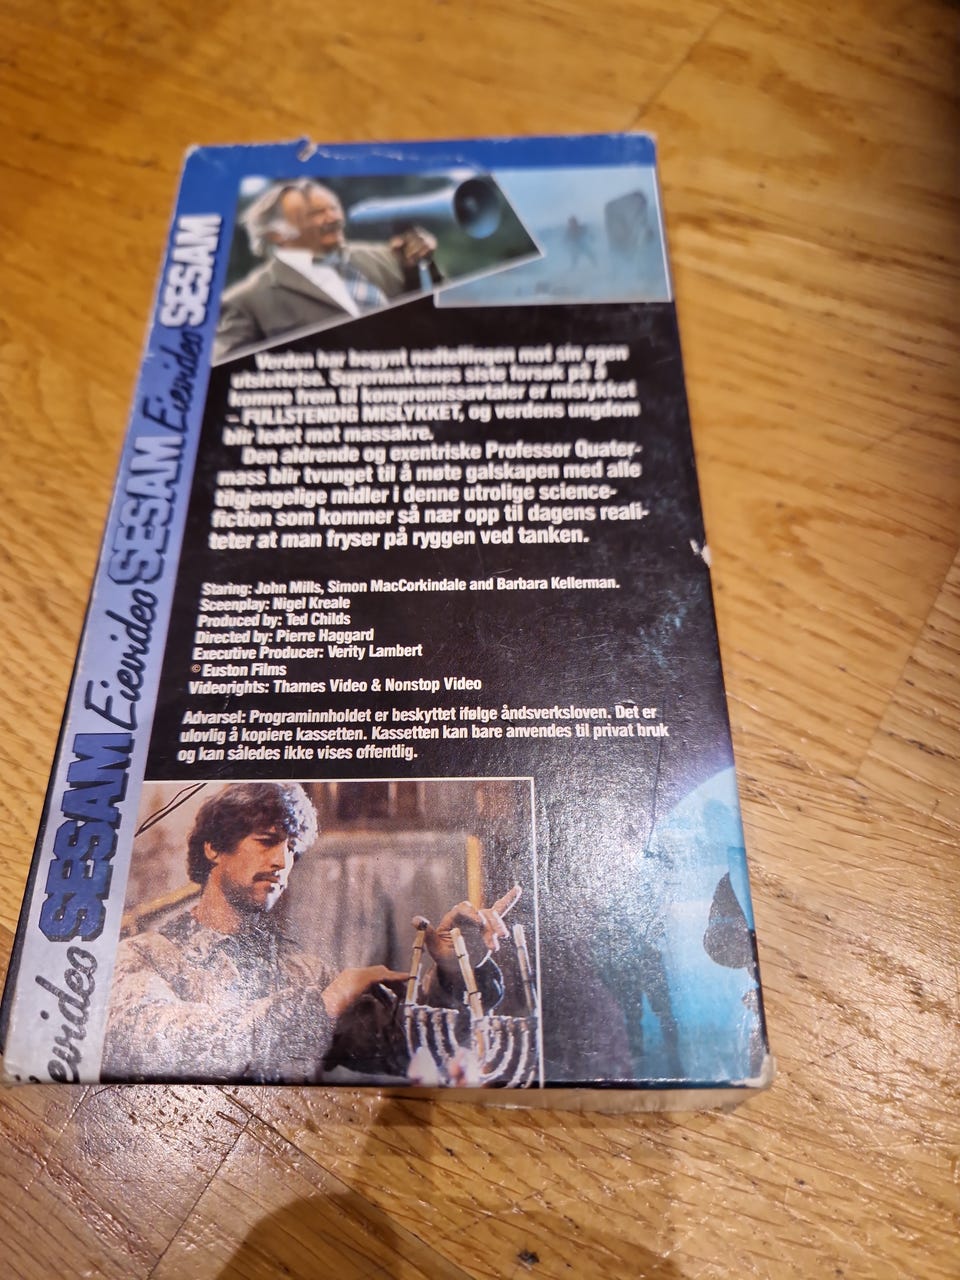 SESAM Eievideo SESAM Eievideo SESAM Eievideo
Verden har begynt nedtellingen mot sin egen
utslettelse. Supermaktenes siste forsøk på å
komme frem til kompromissavtaler er mislykket
– FULLSTENDIG MISLYKKET, og verdens ungdom
blir ledet mot massakre.
Den aldrende og exentriske Professor Quater-
mass blir tvunget til å møte galskapen med alle
tilgjengelige midler i denne utrolige science-
fiction som kommer så nær opp til dagens reali-
teter at man fryser på ryggen ved tanken.
Staring: John Mills, Simon MacCorkindale and Barbara Kellerman.
Sceenplay: Nigel Kreale
Produced by: Ted Childs
Directed by: Pierre Haggard
Executive Producer: Verity Lambert
© Euston Films
Videorights: Thames Video & Nonstop Video
Advarsel: Programinnholdet er beskyttet ifølge åndsverksloven. Det er
ulovlig å kopiere kassetten. Kassetten kan bare anvendes til privat bruk
og kan således ikke vises offentlig.